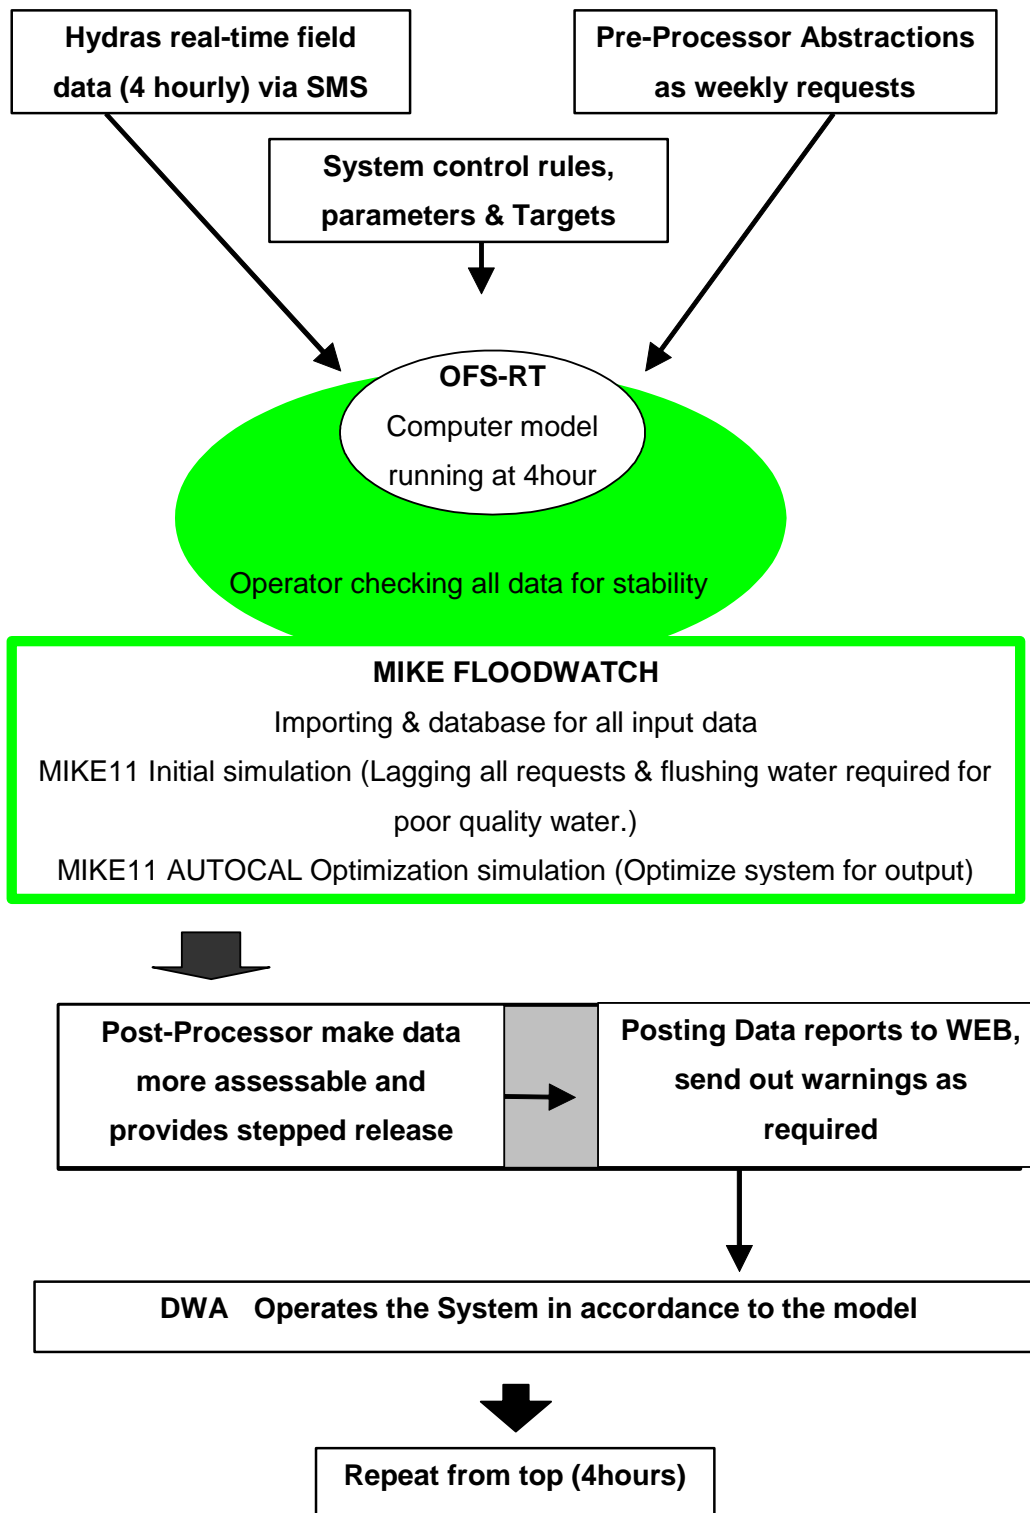 Hydras real-time field
data (4 hourly) via SMS
Pre-Processor Abstractions
as weekly requests
System control rules,
parameters & Targets
OFS-RT
Computer model
running at 4hour
Operator checking all data for stability
MIKE FLOODWATCH
Importing & database for all input data
MIKE11 Initial simulation (Lagging all requests & flushing water required for
poor quality water.)
MIKE11 AUTOCAL Optimization simulation (Optimize system for output)
Post-Processor make data
more assessable and
provides stepped release
Posting Data reports to WEB,
send out warnings as
required
DWA Operates the System in accordance to the model
Repeat from top (4hours)